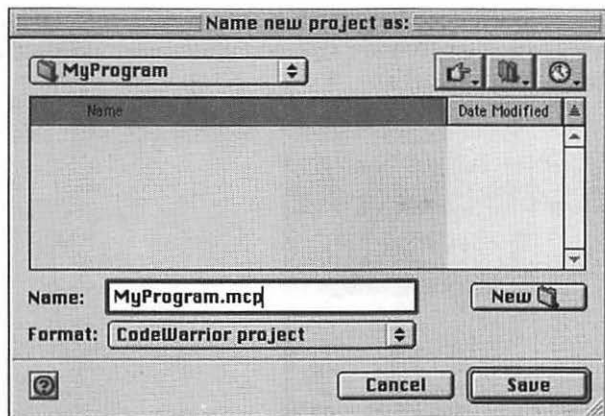 Name new project as:
MyProgram
Name Date Modified
Name: MyProgram.mcp
New
Format: CodeWarrior project
Cancel Save